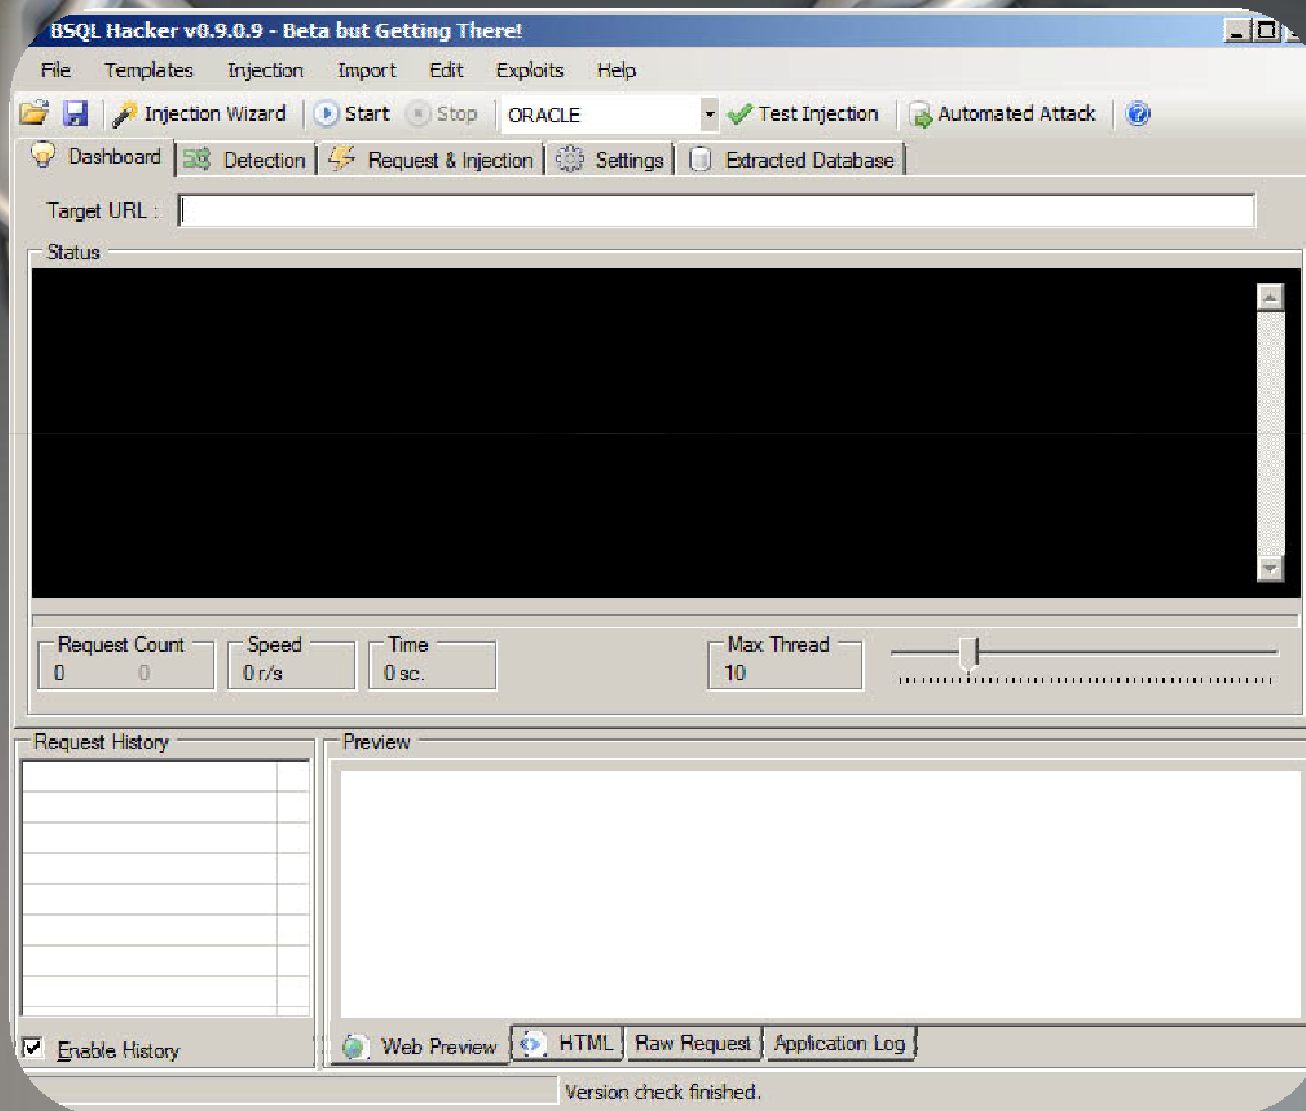 BSQL Hacker v0.9.0.9 - Beta but Getting There!
File Templates Injection Import Edit Exploits Help
Injection Wizard Start Stop ORACLE Test Injection Automated Attack
Dashboard Detection Request & Injection Settings Extracted Database
Target URL :
Status
Request Count Speed Time Max Thread
0 0 0 r/s 0 sc. 10
Request History Preview
Enable History Web Preview HTML Raw Request Application Log
Version check finished.